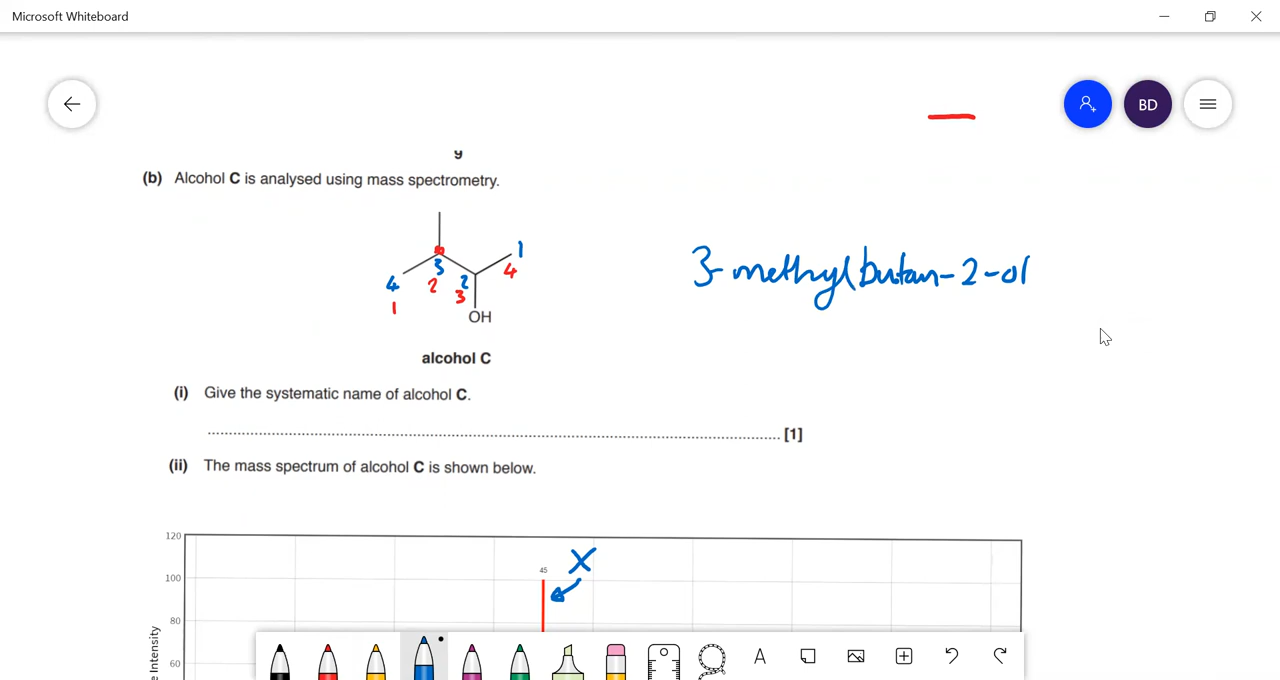 Microsoft Whiteboard
BD
(b) Alcohol C is analysed using mass spectrometry.
1
3
4
2
4
2
3
1
OH
3-methylbutan-2-ol
alcohol C
(i) Give the systematic name of alcohol C.
[1]
(ii) The mass spectrum of alcohol C is shown below.
120
X
45
100
80
60
e Intensity
A